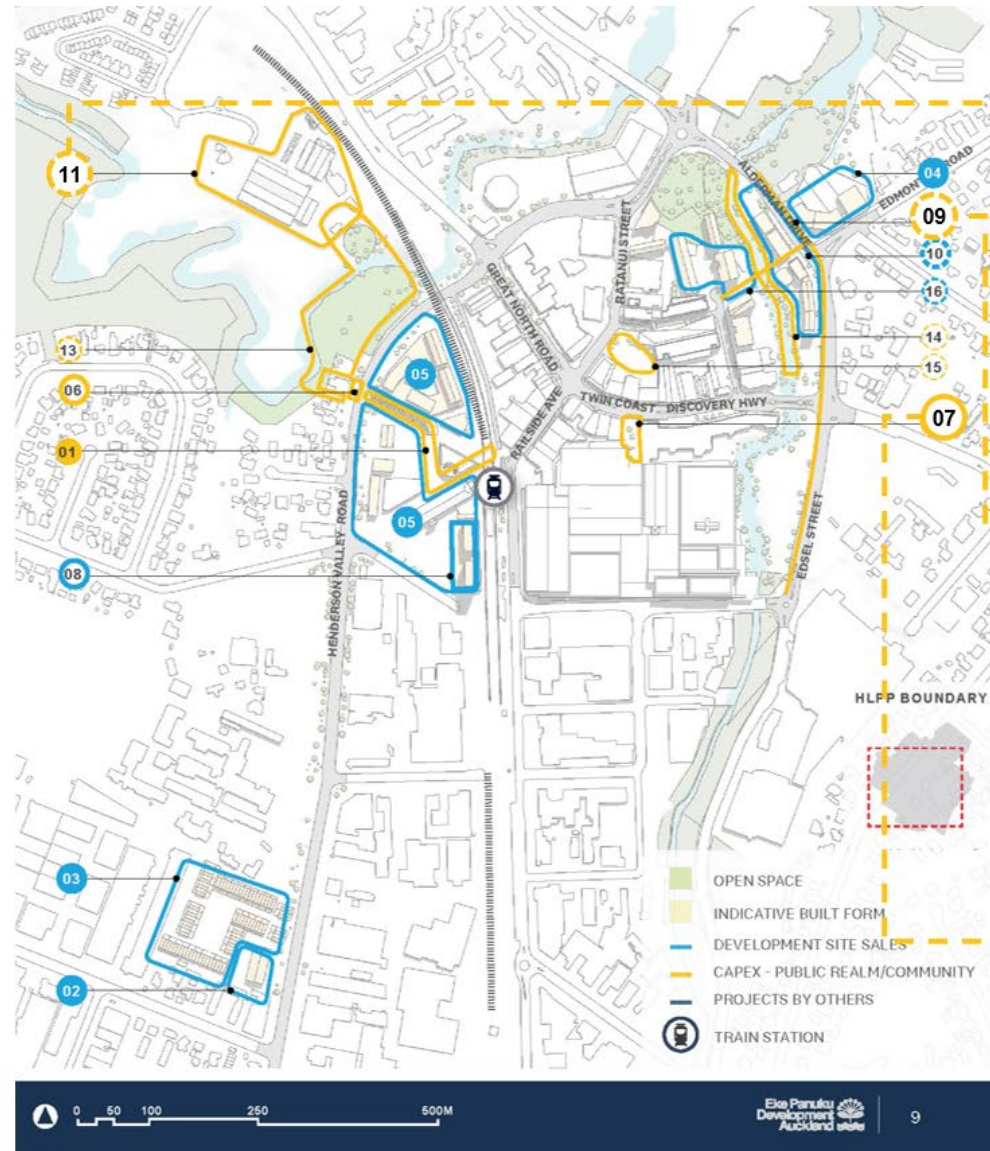 11
04
EDMON
ROAD
ALDERMAN DRIVE
09
10
16
RATANUI STREET
GREAT NORTH ROAD
14
15
13
05
TWIN COAST DISCOVERY HWY
RAILSIDE AVE
06
07
01
05
EDSEL STREET
08
HENDERSON VALLEY ROAD
HLPP BOUNDARY
03
02
OPEN SPACE
INDICATIVE BUILT FORM
DEVELOPMENT SITE SALES
CAPEX - PUBLIC REALM/COMMUNITY
PROJECTS BY OTHERS
TRAIN STATION
0 50 100 250 500M
Eke Panuku
Development
Auckland
9